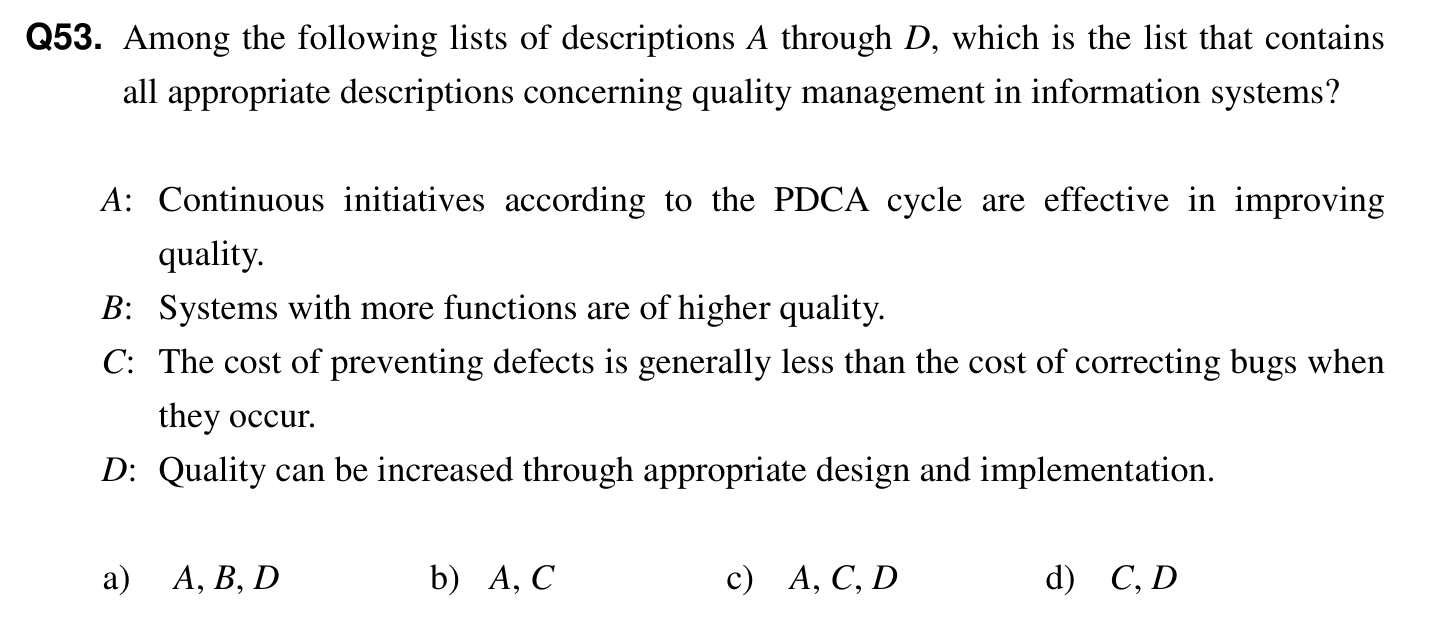 Q53. Among the following lists of descriptions A through D, which is the list that contains
all appropriate descriptions concerning quality management in information systems?
A: Continuous initiatives according to the PDCA cycle are effective in improving
quality.
B: Systems with more functions are of higher quality.
C: The cost of preventing defects is generally less than the cost of correcting bugs when
they occur.
D: Quality can be increased through appropriate design and implementation.
a) A, B, D b) A, C c) A, C, D d) C, D